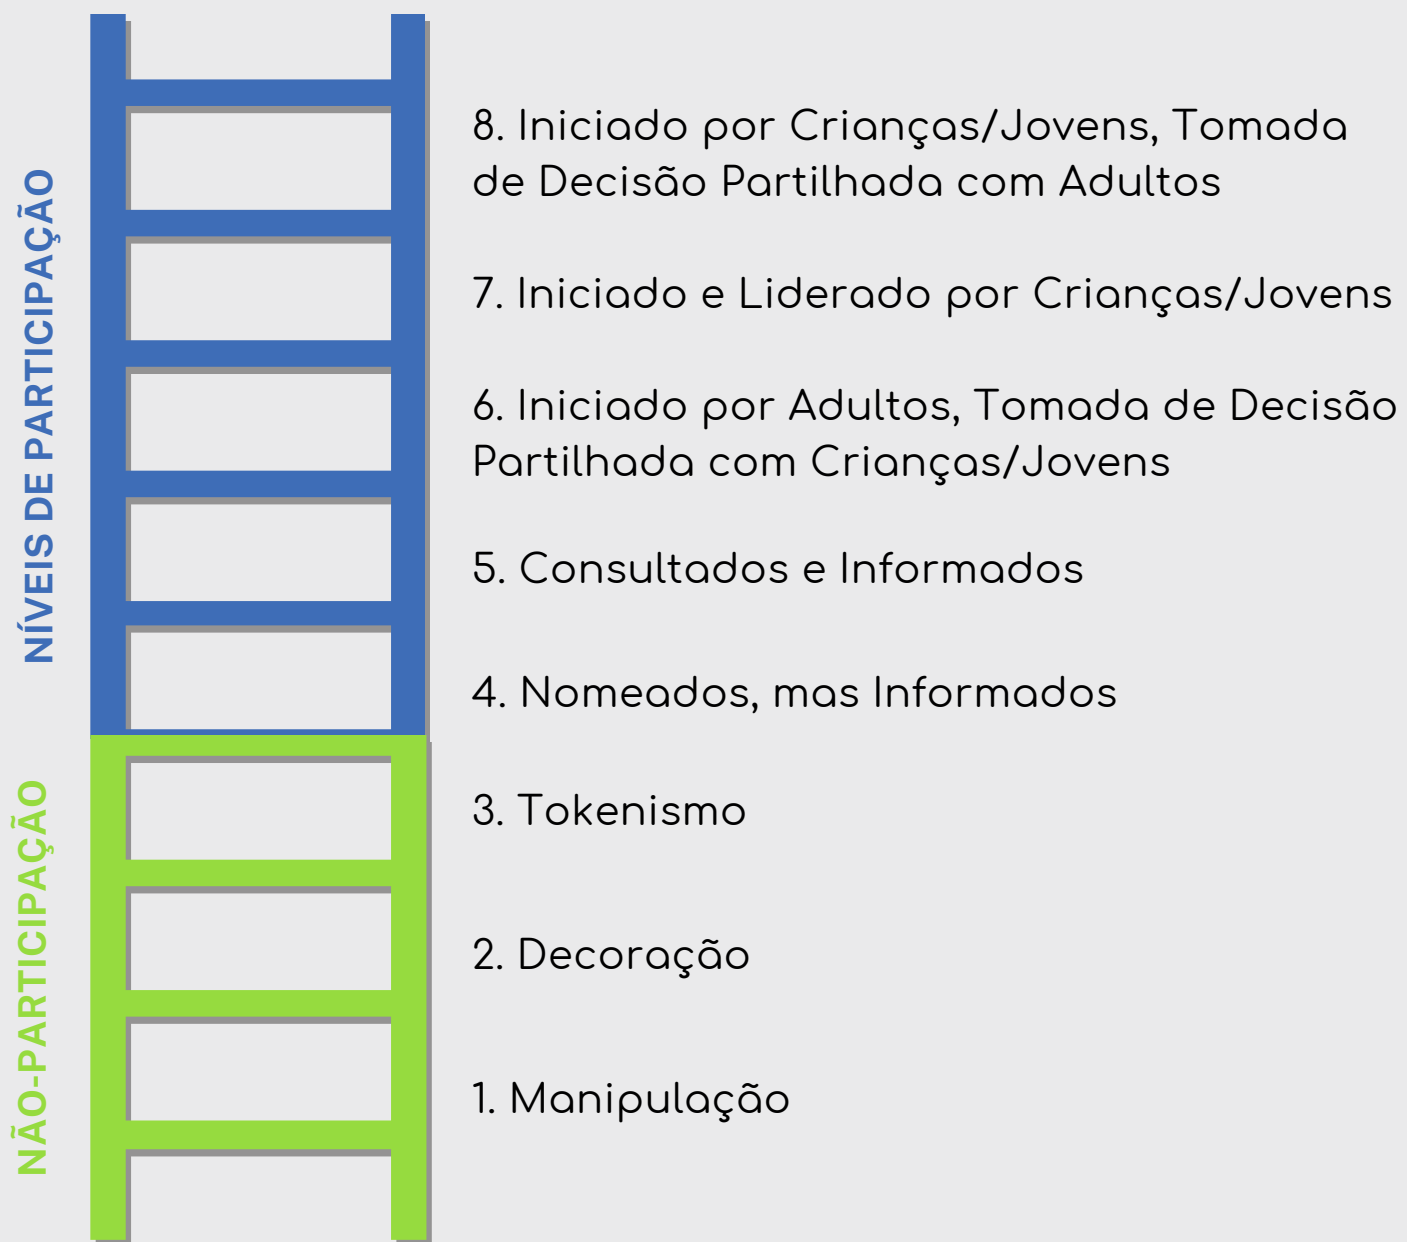 NÍVEIS DE PARTICIPAÇÃO
8. Iniciado por Crianças/Jovens, Tomada
de Decisão Partilhada com Adultos
7. Iniciado e Liderado por Crianças/Jovens
6. Iniciado por Adultos, Tomada de Decisão
Partilhada com Crianças/Jovens
5. Consultados e Informados
4. Nomeados, mas Informados
NÃO-PARTICIPAÇÃO
3. Tokenismo
2. Decoração
1. Manipulação